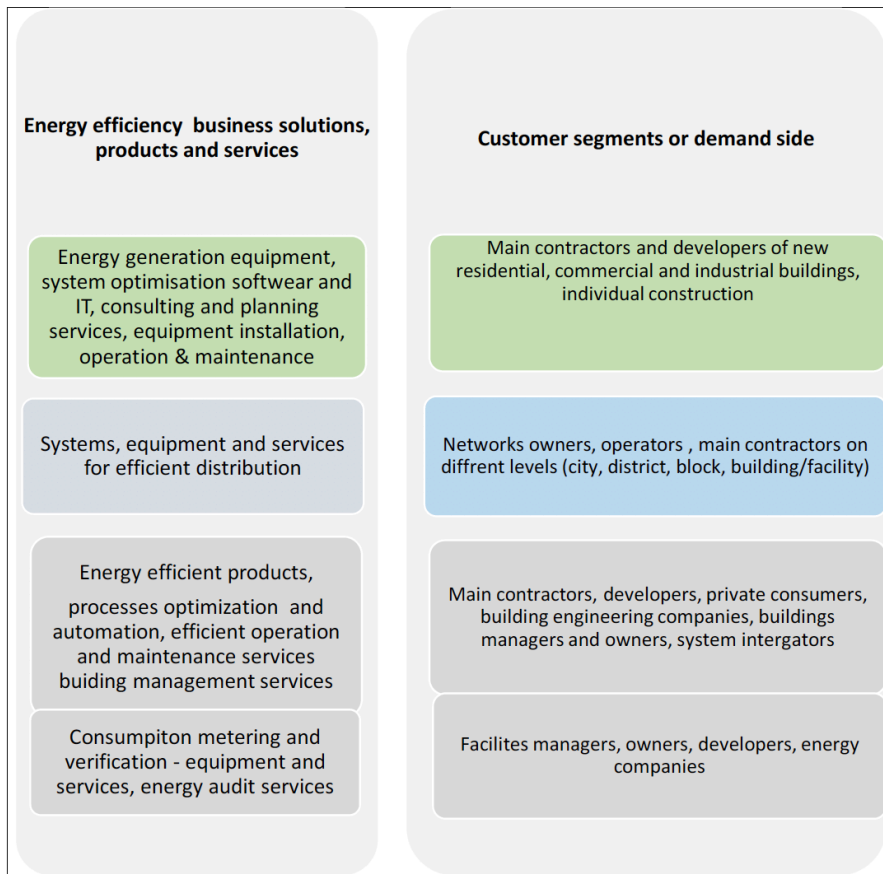 Energy efficiency business solutions,
products and services
Customer segments or demand side
Energy generation equipment,
system optimisation softwear and
IT, consulting and planning
services, equipment installation,
operation & maintenance
Main contractors and developers of new
residential, commercial and industrial buildings,
individual construction
Systems, equipment and services
for efficient distribution
Networks owners, operators , main contractors on
diffrent levels (city, district, block, building/facility)
Energy efficient products,
processes optimization and
automation, efficient operation
and maintenance services
buiding management services
Main contractors, developers, private consumers,
building engineering companies, buildings
managers and owners, system intergators
Consumpiton metering and
verification - equipment and
services, energy audit services
Facilites managers, owners, developers, energy
companies